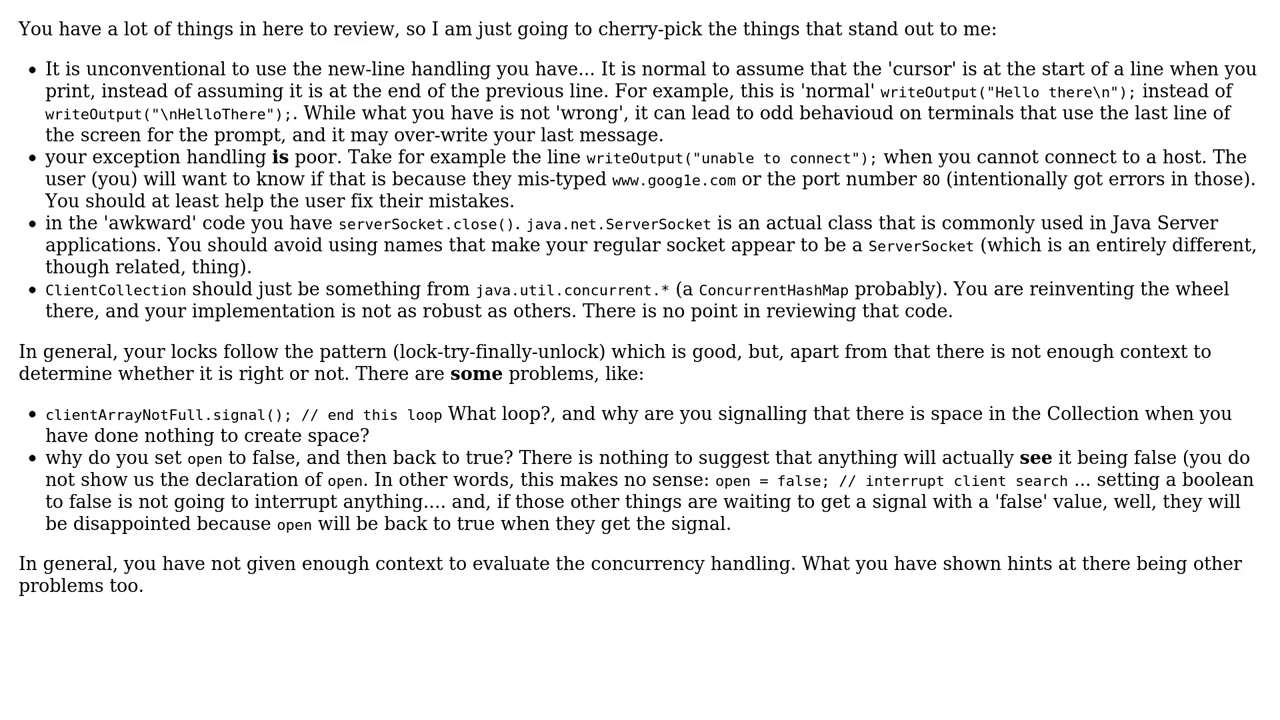 You have a lot of things in here to review, so I am just going to cherry-pick the things that stand out to me:
• It is unconventional to use the new-line handling you have... It is normal to assume that the 'cursor' is at the start of a line when you
print, instead of assuming it is at the end of the previous line. For example, this is 'normal' writeOutput("Hello there\n"); instead of
writeOutput("\nHelloThere");. While what you have is not 'wrong', it can lead to odd behavioud on terminals that use the last line of
the screen for the prompt, and it may over-write your last message.
• your exception handling is poor. Take for example the line writeOutput("unable to connect"); when you cannot connect to a host. The
user (you) will want to know if that is because they mis-typed www.goog1e.com or the port number 8O (intentionally got errors in those).
You should at least help the user fix their mistakes.
• in the 'awkward' code you have serverSocket.close(). java.net.ServerSocket is an actual class that is commonly used in Java Server
applications. You should avoid using names that make your regular socket appear to be a ServerSocket (which is an entirely different,
though related, thing).
• ClientCollection should just be something from java.util.concurrent.* (a ConcurrentHashMap probably). You are reinventing the wheel
there, and your implementation is not as robust as others. There is no point in reviewing that code.
In general, your locks follow the pattern (lock-try-finally-unlock) which is good, but, apart from that there is not enough context to
determine whether it is right or not. There are some problems, like:
• clientArrayNotFull.signal(); // end this loop What loop?, and why are you signalling that there is space in the Collection when you
have done nothing to create space?
• why do you set open to false, and then back to true? There is nothing to suggest that anything will actually see it being false (you do
not show us the declaration of open. In other words, this makes no sense: open = false; // interrupt client search ... setting a boolean
to false is not going to interrupt anything.... and, if those other things are waiting to get a signal with a 'false' value, well, they will
be disappointed because open will be back to true when they get the signal.
In general, you have not given enough context to evaluate the concurrency handling. What you have shown hints at there being other
problems too.